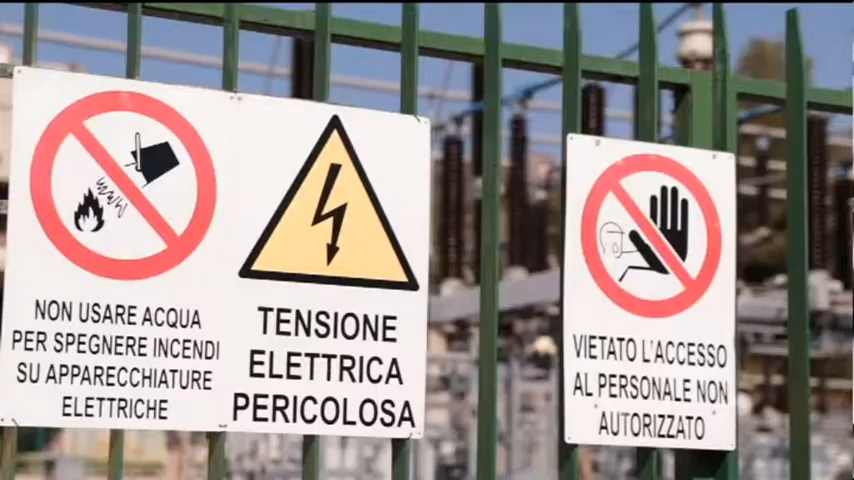 NON USARE ACQUA
PER SPEGNERE INCENDI
SU APPARECCHIATURE
ELETTRICHE
TENSIONE
ELETTRICA
PERICOLOSA
VIETATO L'ACCESSO
AL PERSONALE NON
AUTORIZZATO